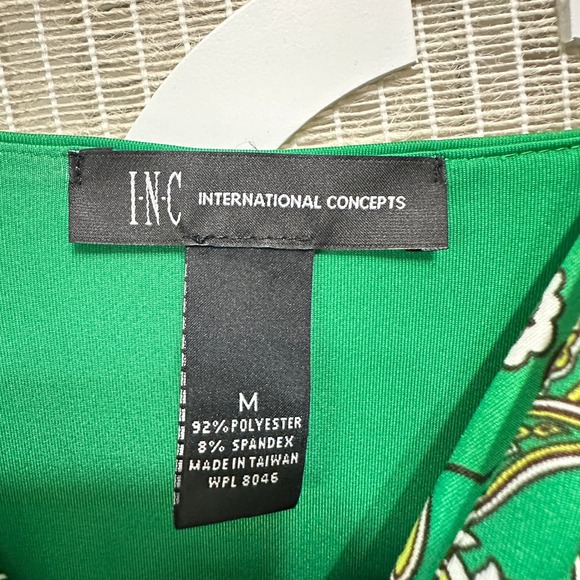 I·N·C INTERNATIONAL CONCEPTS
M
92% POLYESTER
8% SPANDEX
MADE IN TAIWAN
WPL 8046